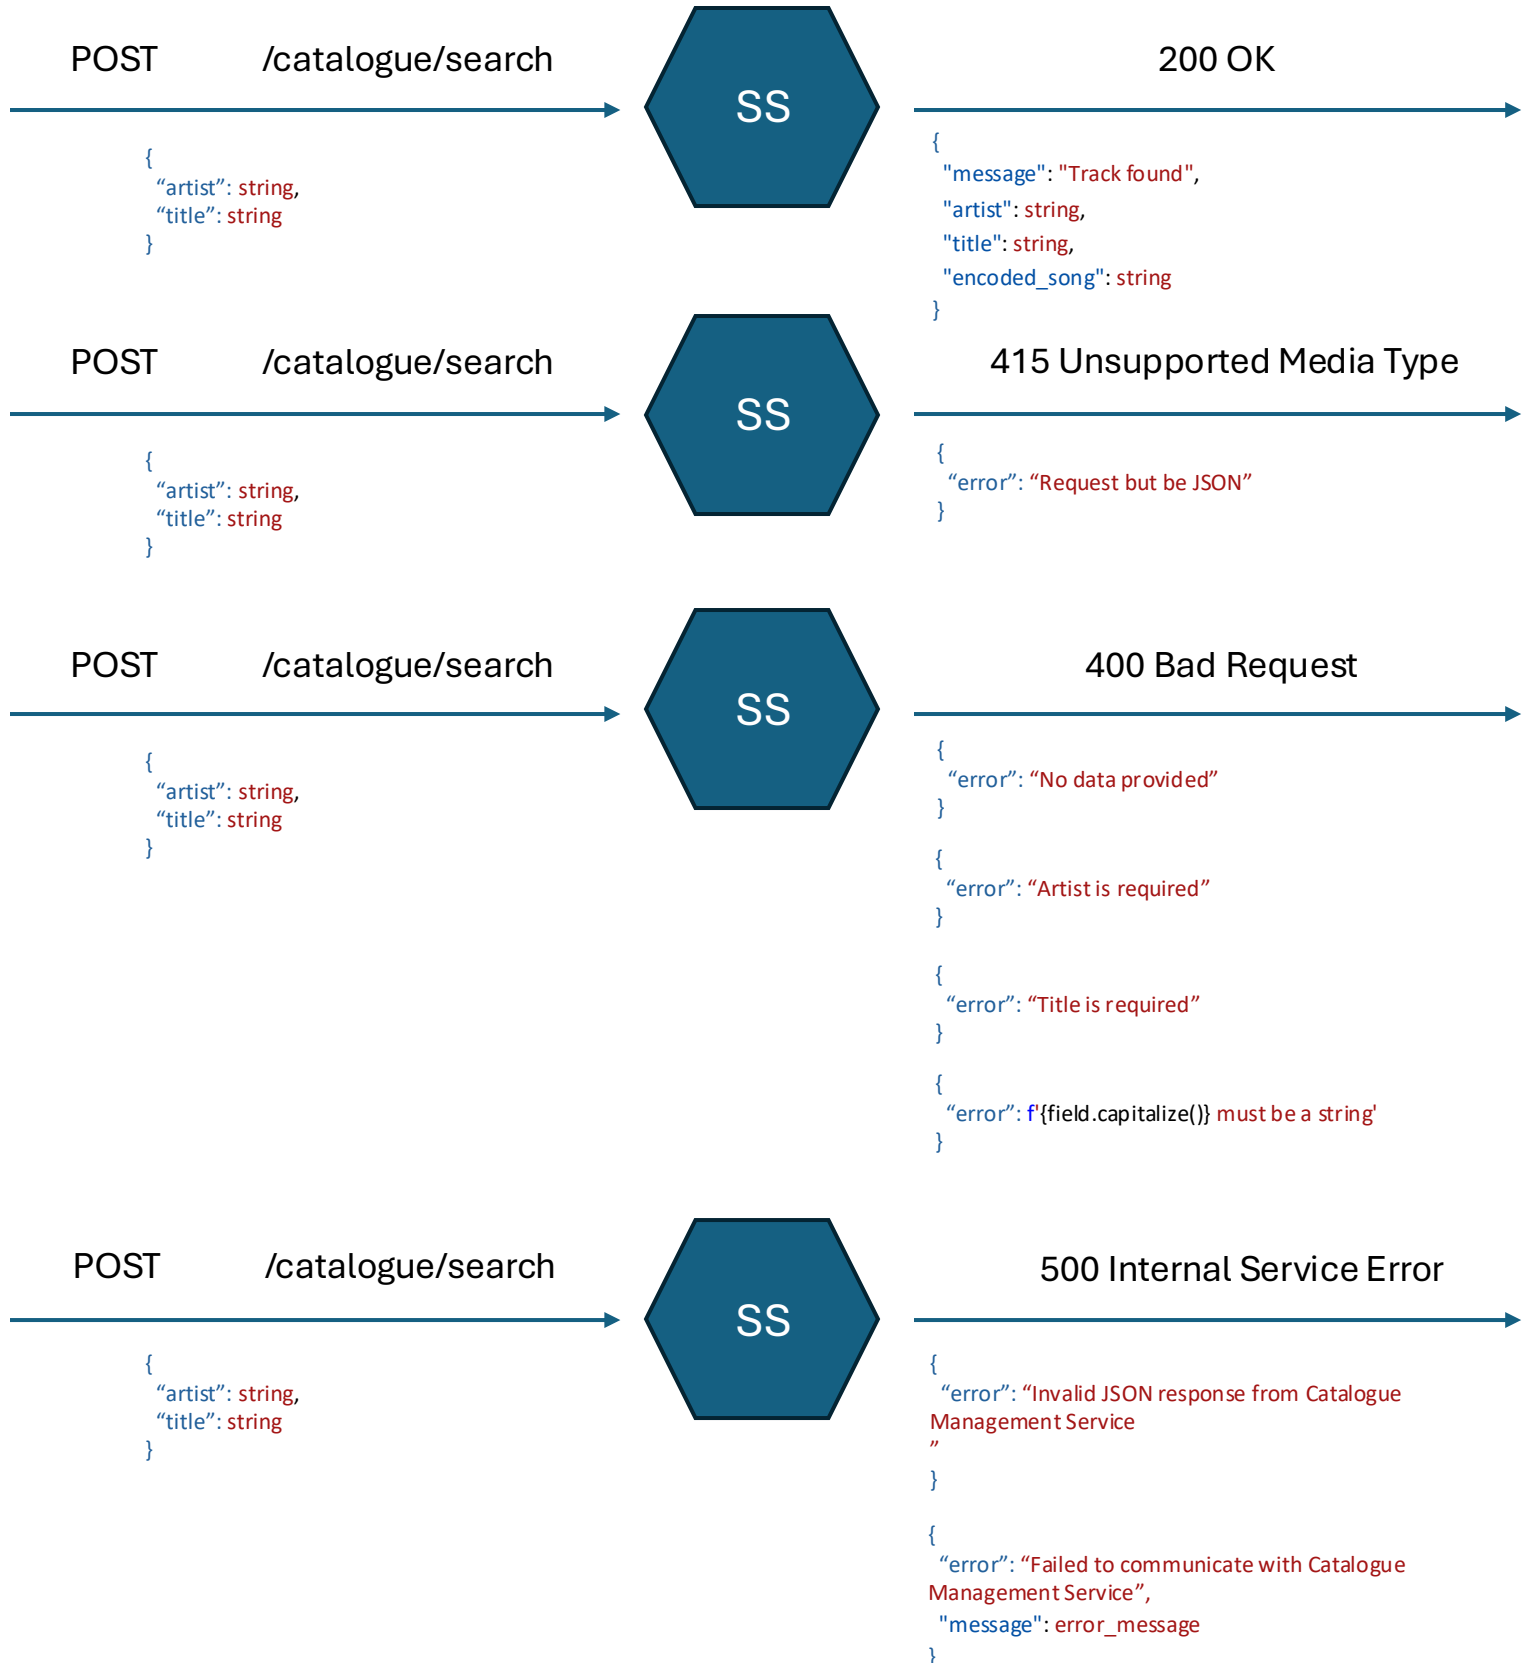 POST /catalogue/search
SS
200 OK
{
“artist”: string,
“title”: string
}
{
"message": "Track found",
"artist": string,
"title": string,
"encoded_song": string
}
POST /catalogue/search
SS
415 Unsupported Media Type
{
“artist”: string,
“title”: string
}
{
“error”: “Request but be JSON”
}
POST /catalogue/search
SS
400 Bad Request
{
“artist”: string,
“title”: string
}
{
“error”: “No data provided”
}
{
“error”: “Artist is required”
}
{
“error”: “Title is required”
}
{
“error”: f'{field.capitalize()} must be a string'
}
POST /catalogue/search
SS
500 Internal Service Error
{
“artist”: string,
“title”: string
}
{
“error”: “Invalid JSON response from Catalogue
Management Service
”
}
{
“error”: “Failed to communicate with Catalogue
Management Service”,
"message": error_message
}